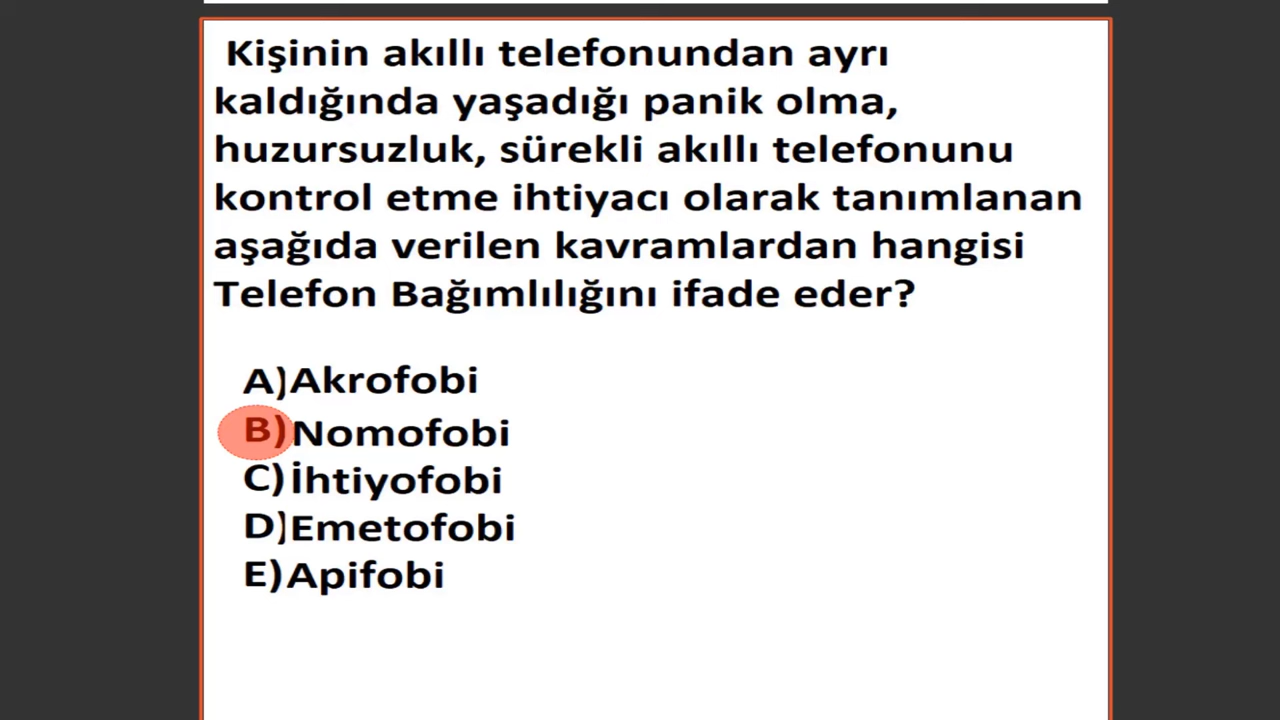 Kişinin akıllı telefonundan ayrı
kaldığında yaşadığı panik olma,
huzursuzluk, sürekli akıllı telefonunu
kontrol etme ihtiyacı olarak tanımlanan
aşağıda verilen kavramlardan hangisi
Telefon Bağımlılığını ifade eder?
A)Akrofobi
B)Nomofobi
C)İhtiyofobi
D)Emetofobi
E)Apifobi